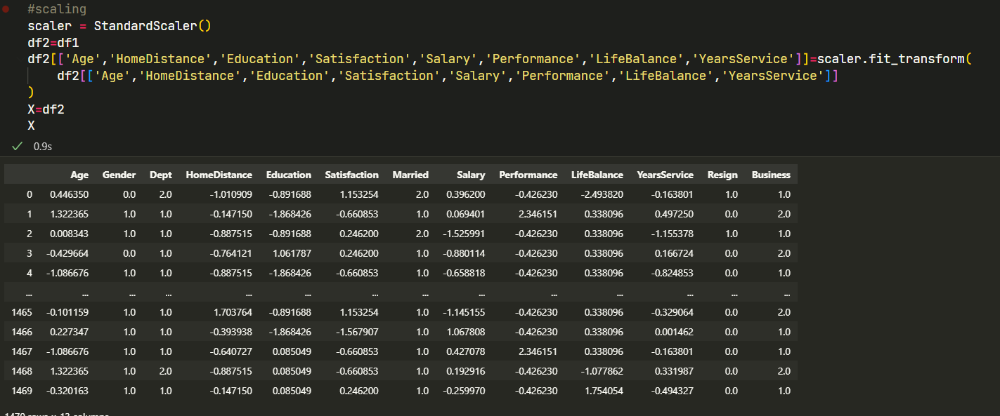 #scaling
scaler = StandardScaler()
df2=df1
df2[['Age','HomeDistance','Education','Satisfaction','Salary','Performance','LifeBalance','YearsService']]=scaler.fit_transform(
df2[['Age','HomeDistance','Education','Satisfaction','Salary','Performance','LifeBalance','YearsService']]
)
X=df2
X
0.9s
Age Gender Dept HomeDistance Education Satisfaction Married Salary Performance LifeBalance YearsService Resign Business
0 0.446350 0.0 2.0 -1.010909 -0.891688 1.153254 2.0 0.396200 -0.426230 -2.493820 -0.163801 1.0 1.0
1 1.322365 1.0 1.0 -0.147150 -1.868426 -0.660853 1.0 0.069401 2.346151 0.338096 0.497250 0.0 2.0
2 0.008343 1.0 1.0 -0.887515 -0.891688 0.246200 2.0 -1.525991 -0.426230 0.338096 -1.155378 1.0 1.0
3 -0.429664 0.0 1.0 -0.764121 1.061787 0.246200 1.0 -0.880114 -0.426230 0.338096 0.166724 0.0 2.0
4 -1.086676 1.0 1.0 -0.887515 -1.868426 -0.660853 1.0 -0.658818 -0.426230 0.338096 -0.824853 0.0 1.0
... ... ... ... ... ... ... ... ... ... ... ... ... ...
1465 -0.101159 1.0 1.0 1.703764 -0.891688 1.153254 1.0 -1.145155 -0.426230 0.338096 -0.329064 0.0 2.0
1466 0.227347 1.0 1.0 -0.393938 -1.868426 -1.567907 1.0 1.067808 -0.426230 0.338096 0.001462 0.0 1.0
1467 -1.086676 1.0 1.0 -0.640727 0.085049 -0.660853 1.0 0.427078 2.346151 0.338096 -0.163801 0.0 1.0
1468 1.322365 1.0 2.0 -0.887515 0.085049 -0.660853 1.0 0.192916 -0.426230 -1.077862 0.331987 0.0 2.0
1469 -0.320163 1.0 1.0 -0.147150 0.085049 0.246200 1.0 -0.259970 -0.426230 1.754054 -0.494327 0.0 1.0
1470 rows x 13 columns